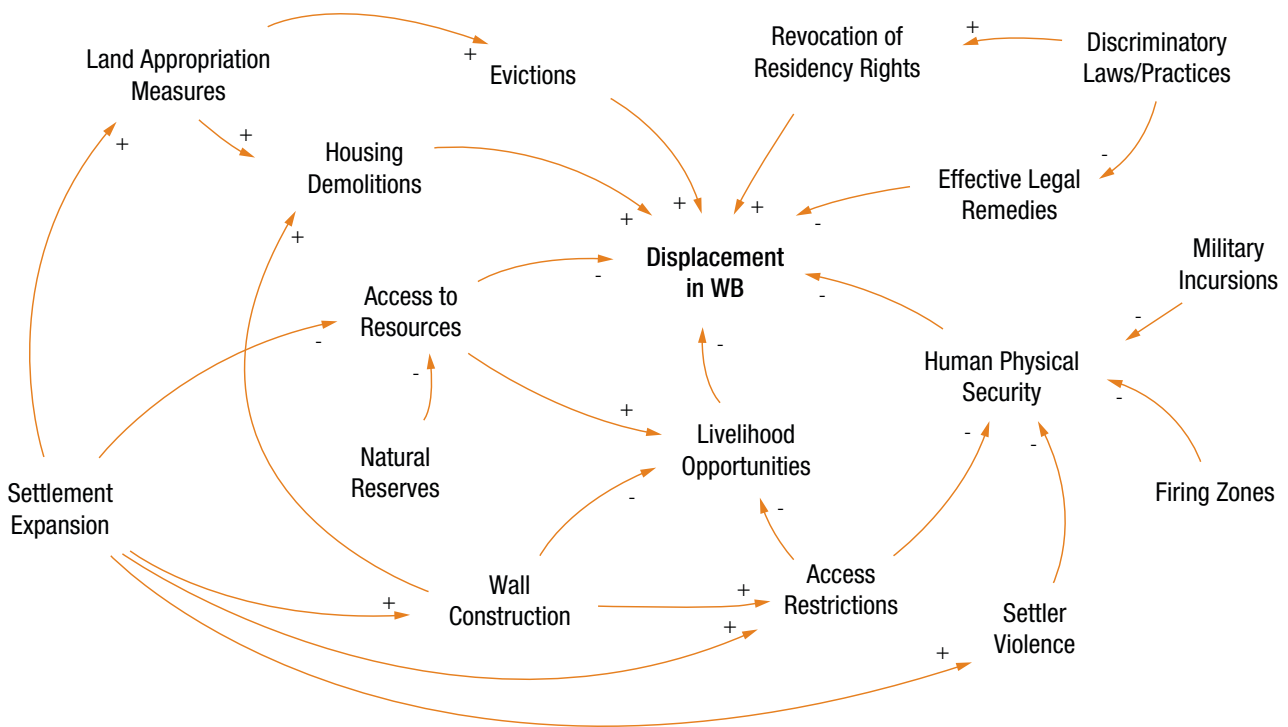 Land Appropriation
Measures
+
Evictions
Revocation of
Residency Rights
+
Discriminatory
Laws/Practices
+
+
Housing
Demolitions
-
Effective Legal
Remedies
+
+
+
+
-
Displacement
in WB
Military
Incursions
Access to
Resources
-
-
-
-
-
-
Human Physical
Security
-
+
-
-
Natural
Reserves
Livelihood
Opportunities
Settlement
Expansion
-
-
Firing Zones
Wall
Construction
+
+
+
Access
Restrictions
Settler
Violence
+